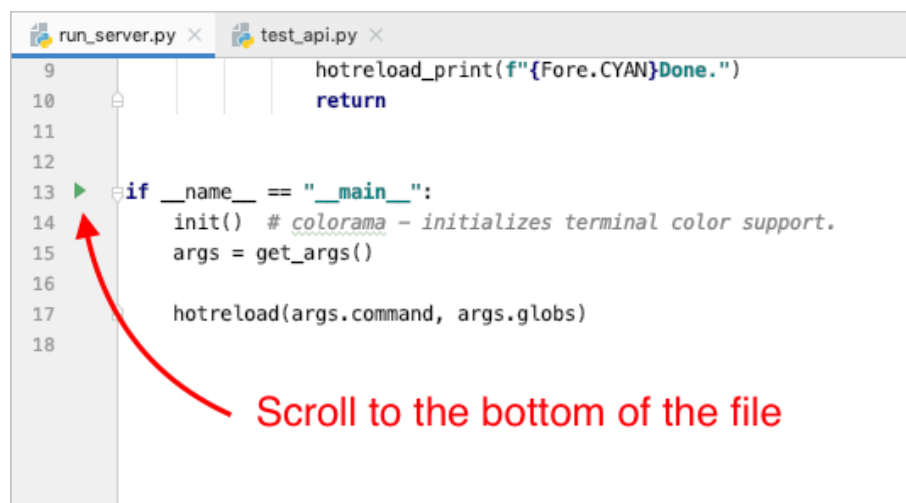 run_server.py × test_api.py ×
9 hotreload_print(f"{Fore.CYAN}Done.")
10 return
11
12
13 if __name__ == "__main__":
14 init()  # colorama – initializes terminal color support.
15 args = get_args()
16
17 hotreload(args.command, args.globs)
18
Scroll to the bottom of the file